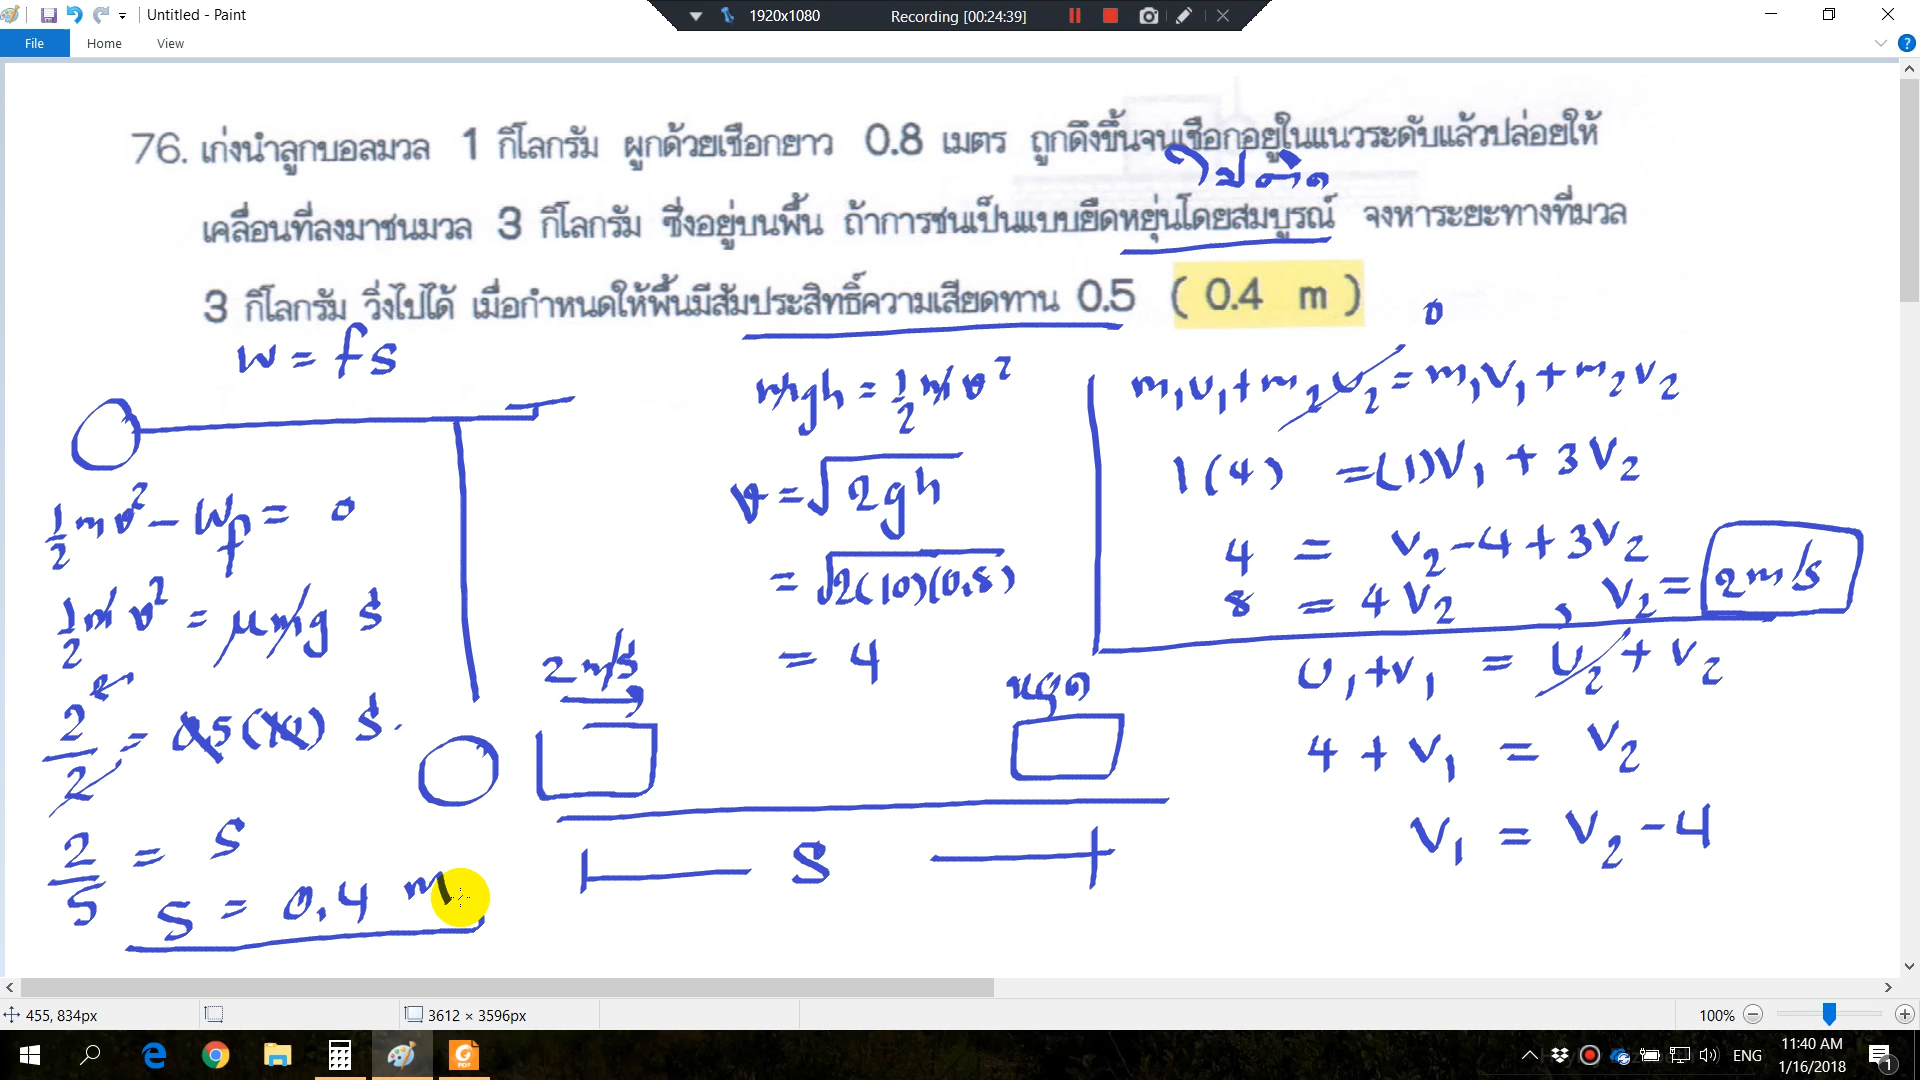 Untitled - Paint
1920x1080
Recording [00:24:39]
File Home View
76. เก่งนำลูกบอลมวล 1 กิโลกรัม ผูกด้วยเชือกยาว 0.8 เมตร ถูกดึงขึ้นจนเชือกอยู่ในแนวระดับแล้วปล่อยให้
ไม่ติด
เคลื่อนที่ลงมาชนมวล 3 กิโลกรัม ซึ่งอยู่บนพื้น ถ้าการชนเป็นแบบยืดหยุ่นโดยสมบูรณ์ จงหาระยะทางที่มวล
3 กิโลกรัม วิ่งไปได้ เมื่อกำหนดให้พื้นมีสัมประสิทธิ์ความเสียดทาน 0.5 ( 0.4 m )
W = fs
½mv² - Wf = 0
½mv² = μmg s
2²/2 = 0.5(10) s
2/5 = s
s = 0.4 m
mgh = ½mv²
v = √2gh
= √2(10)(0.8)
= 4
2 m/s
หยุด
S
0
m₁u₁ + m₂u₂ = m₁v₁ + m₂v₂
1(4) = (1)v₁ + 3v₂
4 = v₂ - 4 + 3v₂
8 = 4v₂ , v₂ = 2 m/s
u₁ + v₁ = u₂ + v₂
4 + v₁ = v₂
v₁ = v₂ - 4
455, 834px
3612 × 3596px
100%
ENG
11:40 AM
1/16/2018
1